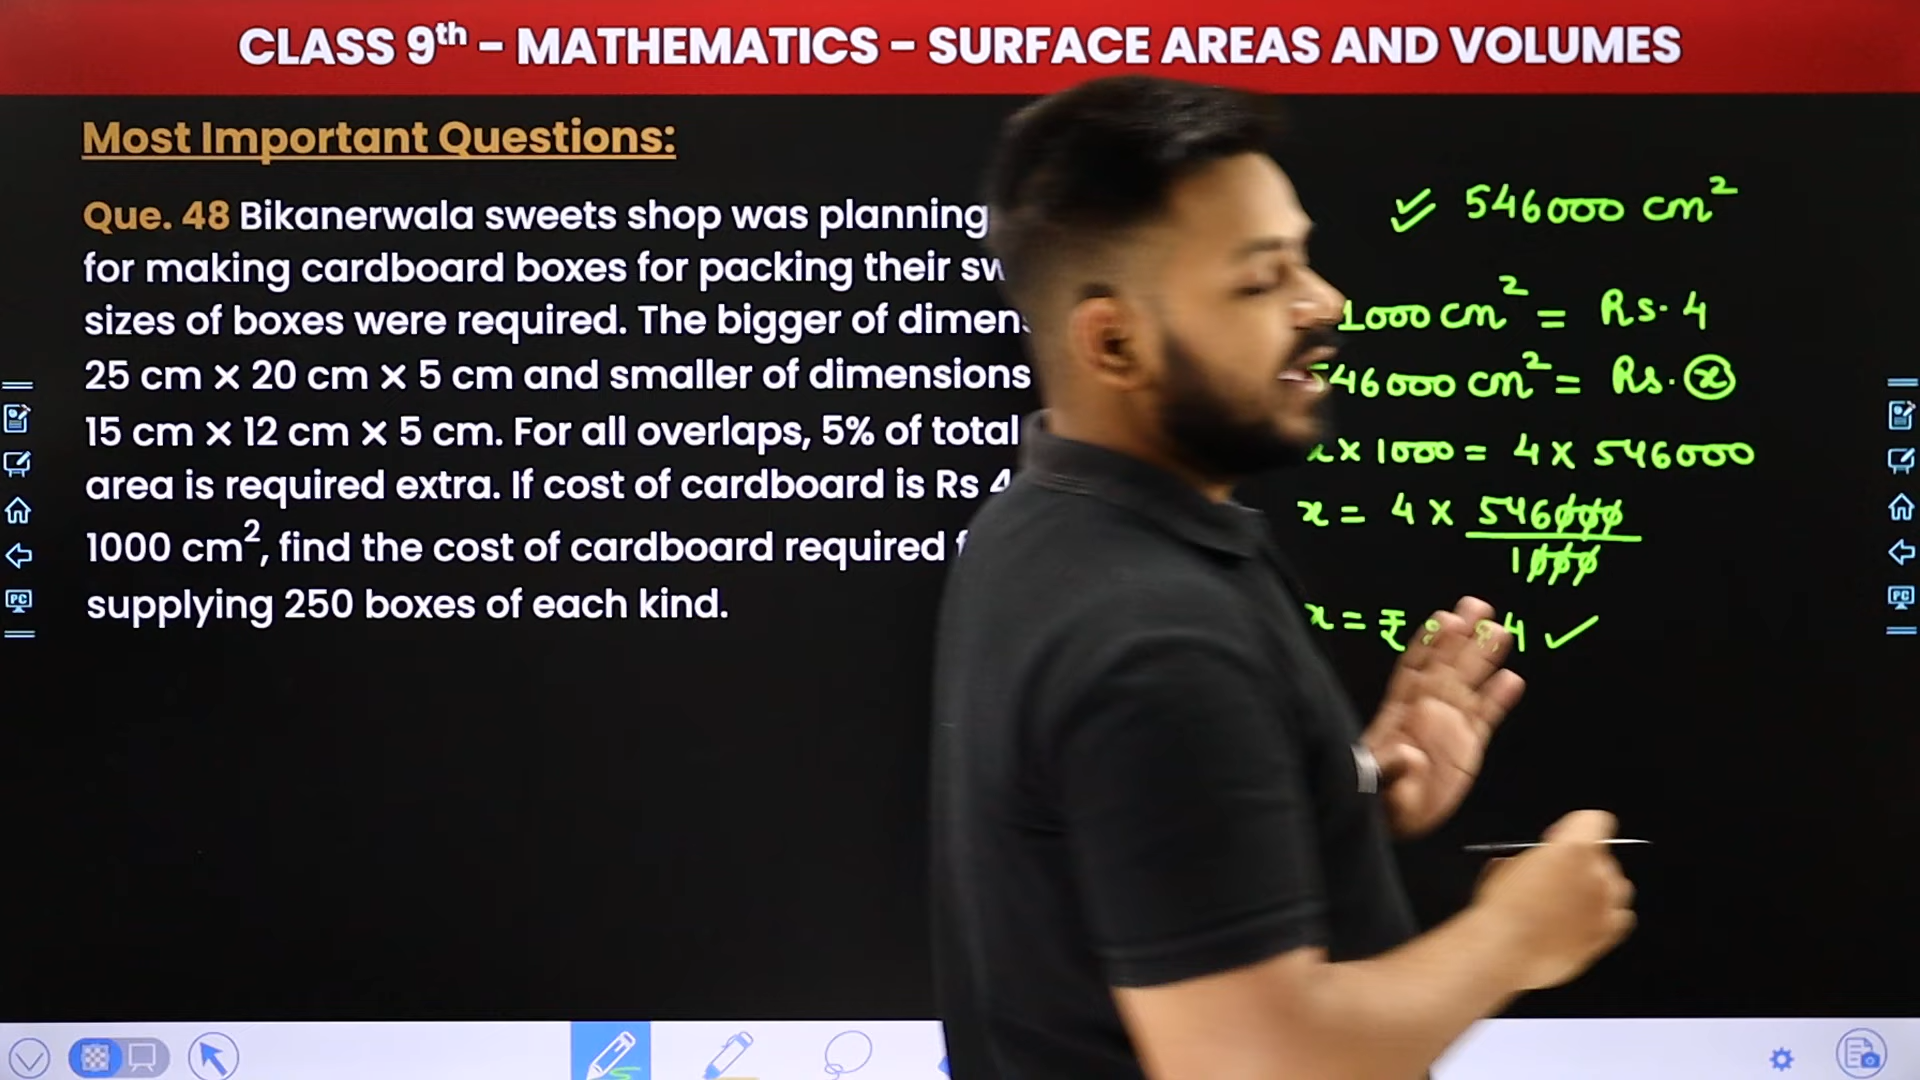 CLASS 9th – MATHEMATICS – SURFACE AREAS AND VOLUMES
Most Important Questions:
Que. 48 Bikanerwala sweets shop was planning
for making cardboard boxes for packing their
sizes of boxes were required. The bigger of
25 cm × 20 cm × 5 cm and smaller of dimensions
15 cm × 12 cm × 5 cm. For all overlaps, 5% of total
area is required extra. If cost of cardboard is Rs 4
1000 cm², find the cost of cardboard required
supplying 250 boxes of each kind.
546000 cm²
1000 cm² = Rs. 4
546000 cm² = Rs. x
x × 1000 = 4 × 546000
x = 4 × 546000
1000
x = ₹
PC
PC